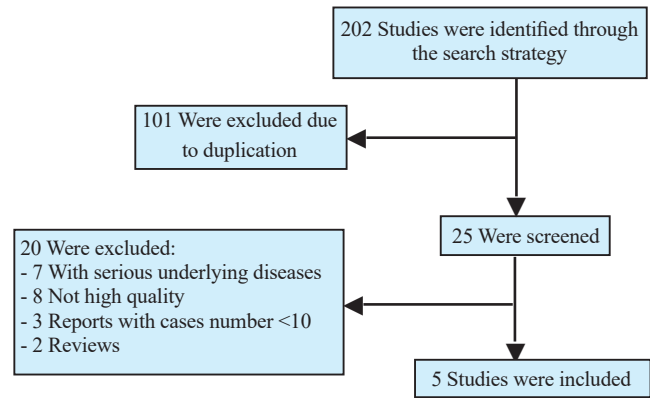 202 Studies were identified through
the search strategy
101 Were excluded due
to duplication
25 Were screened
20 Were excluded:
- 7 With serious underlying diseases
- 8 Not high quality
- 3 Reports with cases number <10
- 2 Reviews
5 Studies were included